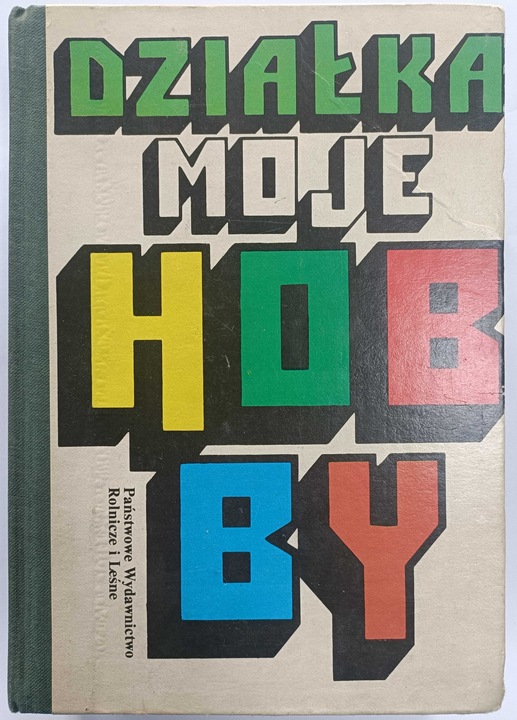 DZIAŁKA
MOJE
HOB
BY
Państwowe Wydawnictwo
Rolnicze i Leśne